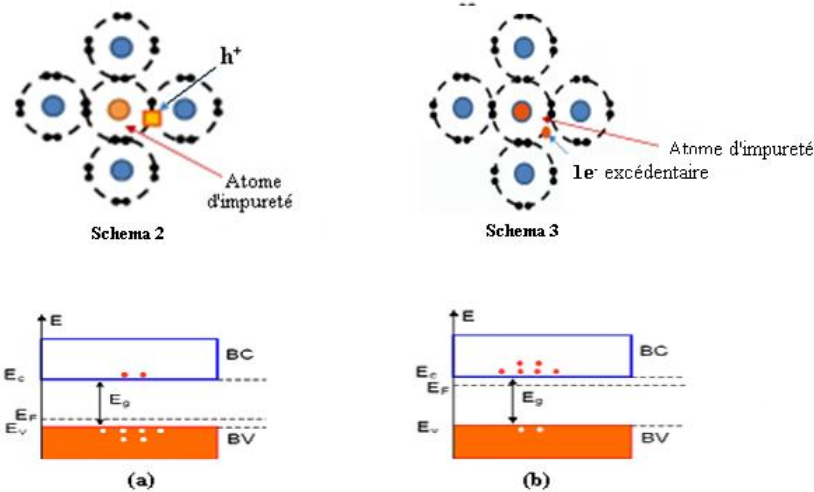 h+
Atome
d'impureté
Schema 2
Atome d'impureté
1e- excédentaire
Schema 3
E
BC
Ec
Eg
EF
Ev
BV
(a)
E
BC
Ec
EF
Eg
Ev
BV
(b)